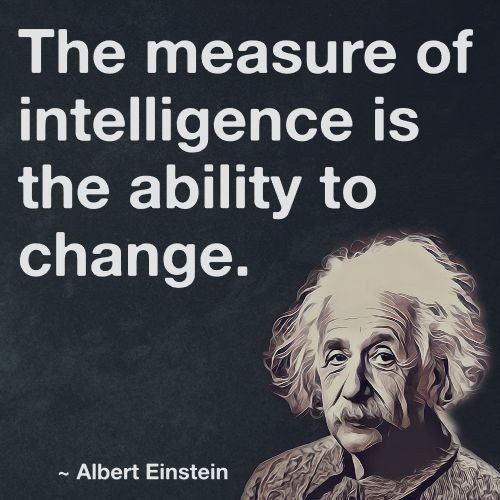 The measure of
intelligence is
the ability to
change.
~ Albert Einstein